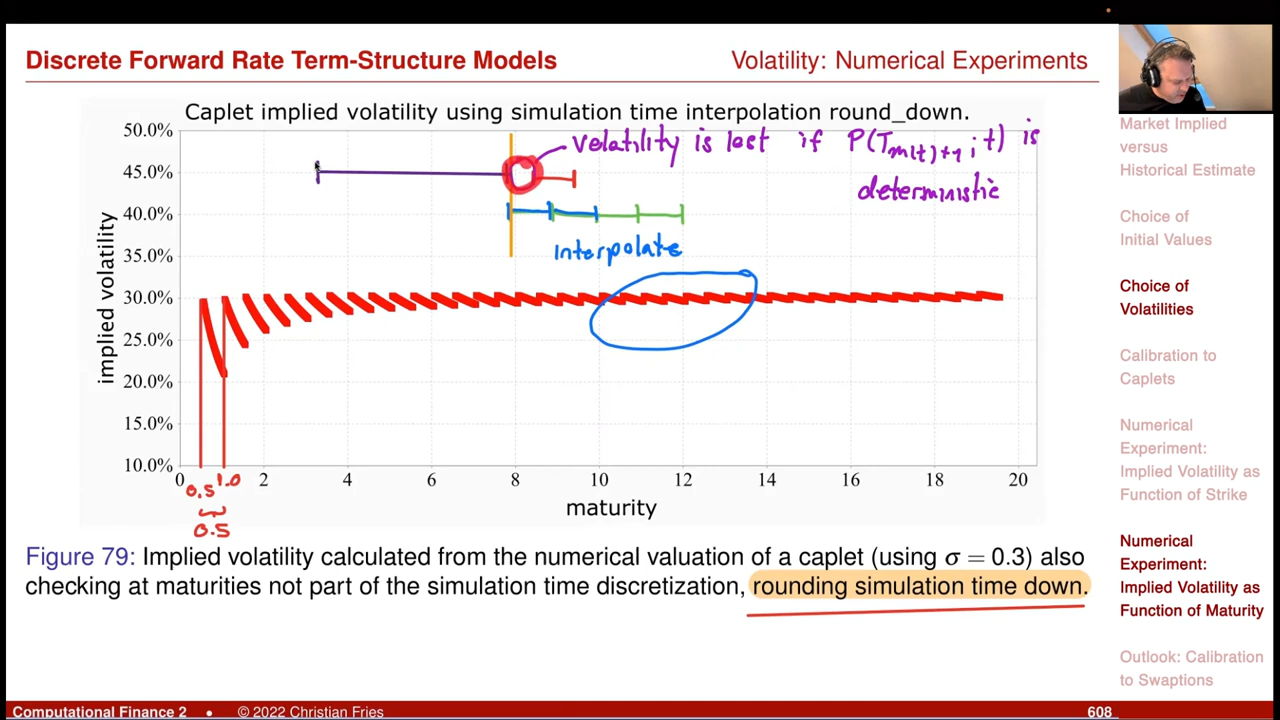 Discrete Forward Rate Term-Structure Models
Volatility: Numerical Experiments
Caplet implied volatility using simulation time interpolation round_down.
50.0%
45.0%
40.0%
35.0%
30.0%
25.0%
20.0%
15.0%
10.0%
implied volatility
volatility is lost if P(T_{m(t)+1}; t) is
deterministic
interpolate
0 2 4 6 8 10 12 14 16 18 20
0.5 1.0
0.5
maturity
Figure 79: Implied volatility calculated from the numerical valuation of a caplet (using σ = 0.3) also
checking at maturities not part of the simulation time discretization, rounding simulation time down.
Market Implied
versus
Historical Estimate
Choice of
Initial Values
Choice of
Volatilities
Calibration to
Caplets
Numerical
Experiment:
Implied Volatility as
Function of Strike
Numerical
Experiment:
Implied Volatility as
Function of Maturity
Outlook: Calibration
to Swaptions
Computational Finance 2 • © 2022 Christian Fries
608